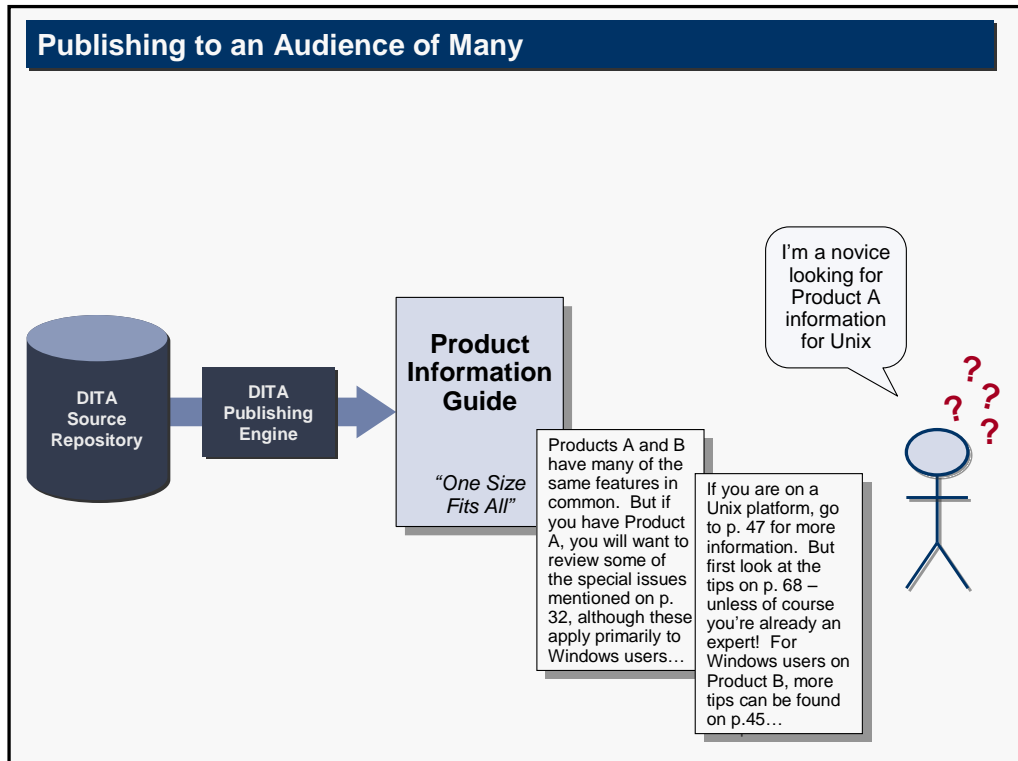 Publishing to an Audience of Many
I'm a novice
looking for
Product A
information
for Unix
?
?
?
?
DITA
Source
Repository
DITA
Publishing
Engine
Product
Information
Guide
“One Size
Fits All”
Products A and B
have many of the
same features in
common.  But if
you have Product
A, you will want to
review some of
the special issues
mentioned on p.
32, although these
apply primarily to
Windows users…
If you are on a
Unix platform, go
to p. 47 for more
information.  But
first look at the
tips on p. 68 –
unless of course
you're already an
expert!  For
Windows users on
Product B, more
tips can be found
on p.45…